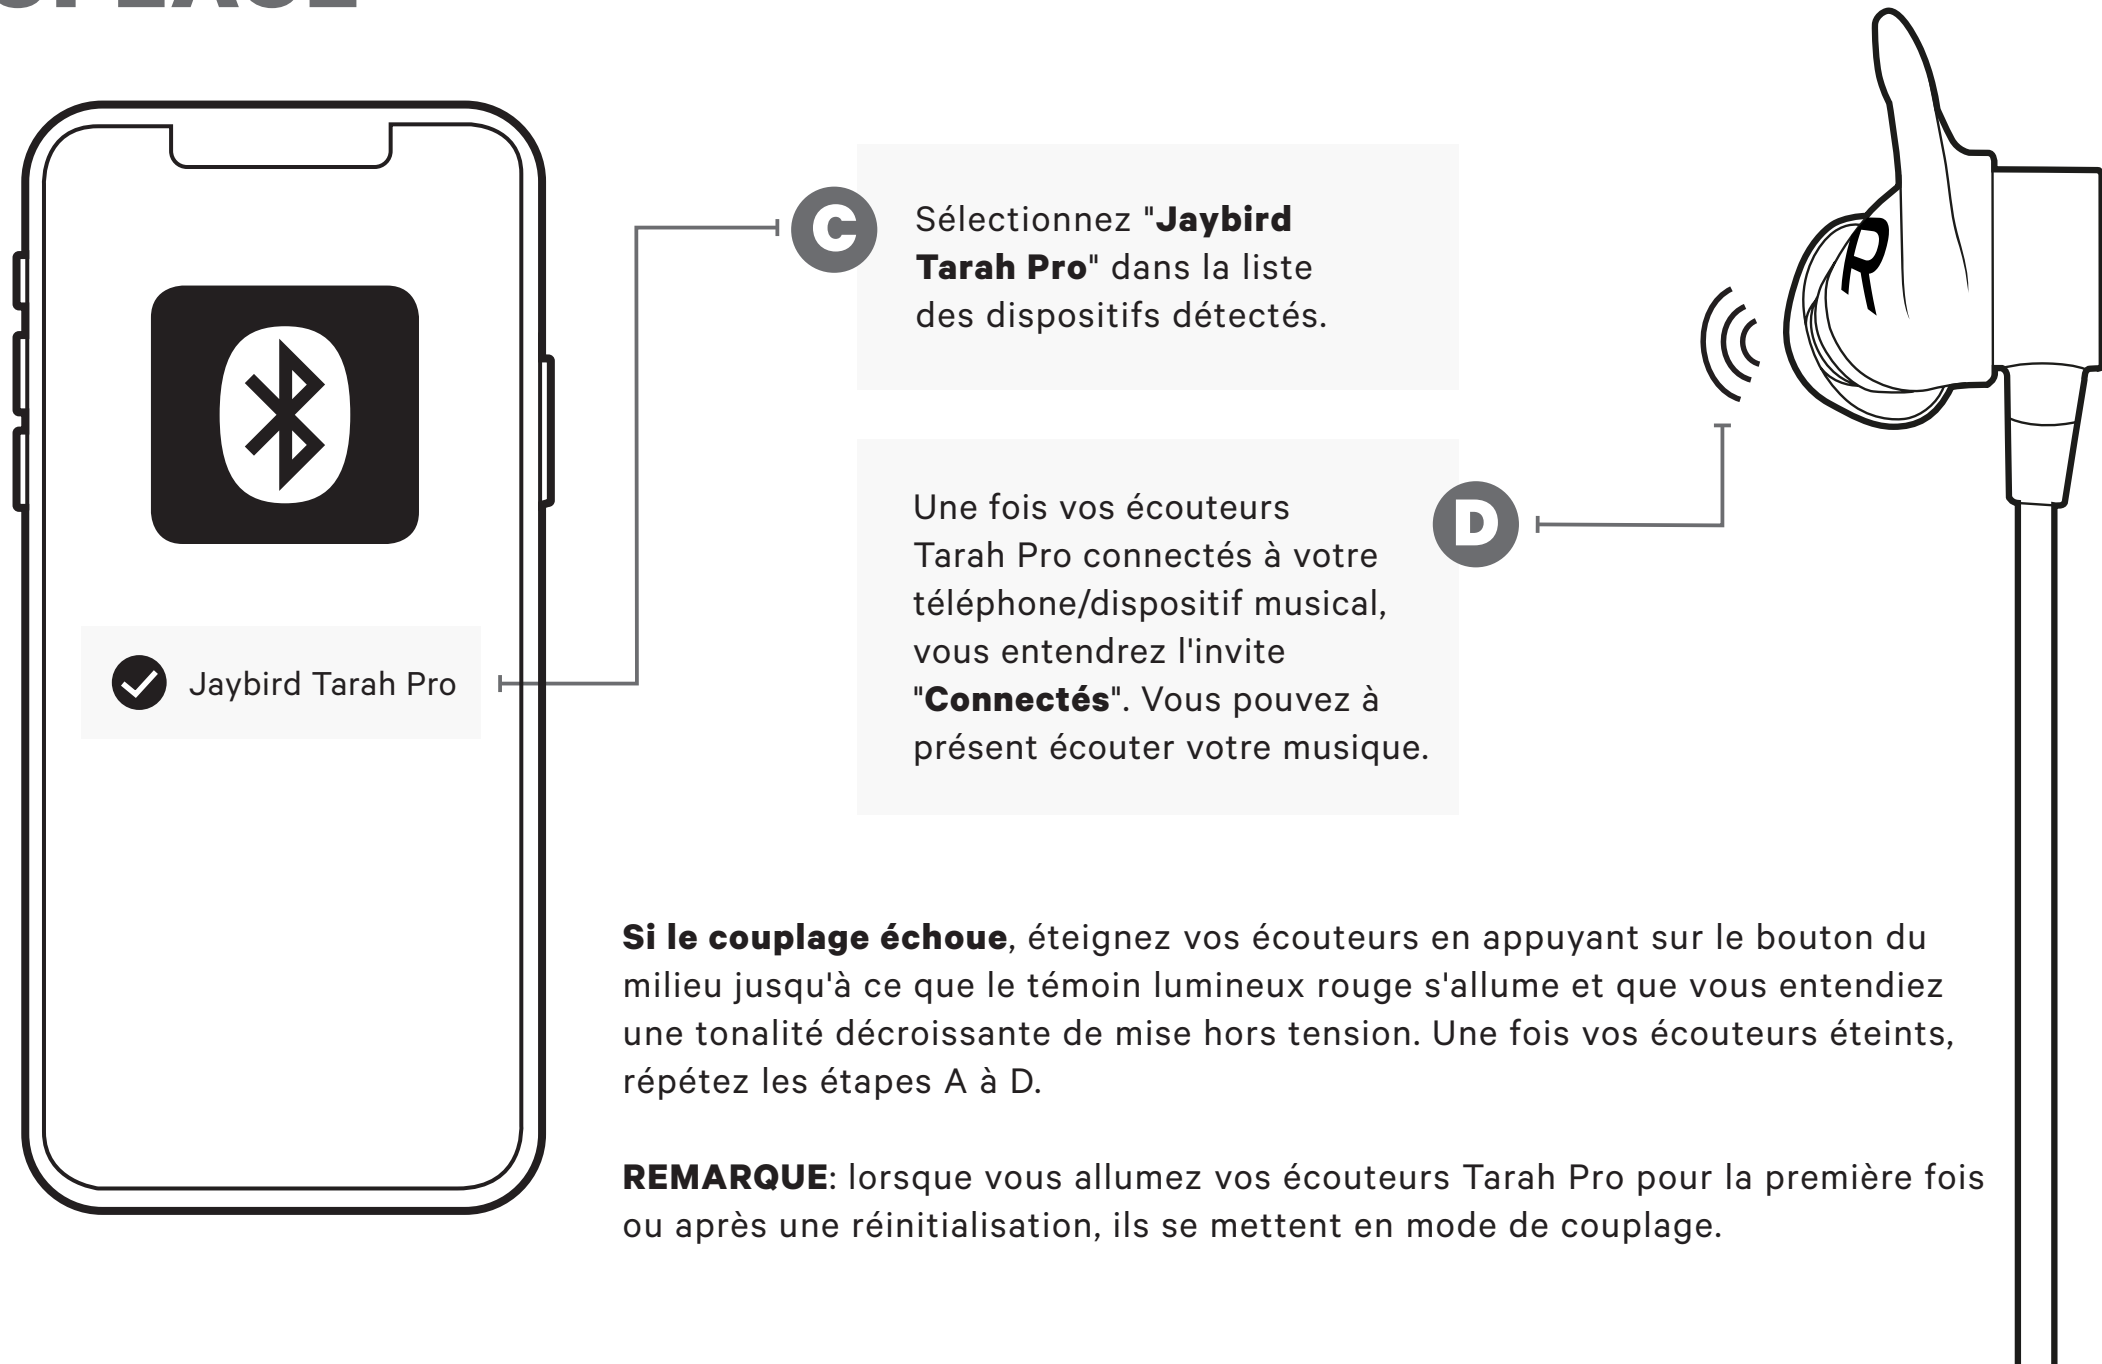 Sélectionnez "Jaybird
Tarah Pro" dans la liste
des dispositifs détectés.
C
Une fois vos écouteurs
Tarah Pro connectés à votre
téléphone/dispositif musical,
vous entendrez l'invite
"Connectés". Vous pouvez à
présent écouter votre musique.
D
R
Jaybird Tarah Pro
Si le couplage échoue, éteignez vos écouteurs en appuyant sur le bouton du
milieu jusqu'à ce que le témoin lumineux rouge s'allume et que vous entendiez
une tonalité décroissante de mise hors tension. Une fois vos écouteurs éteints,
répétez les étapes A à D.
REMARQUE: lorsque vous allumez vos écouteurs Tarah Pro pour la première fois
ou après une réinitialisation, ils se mettent en mode de couplage.